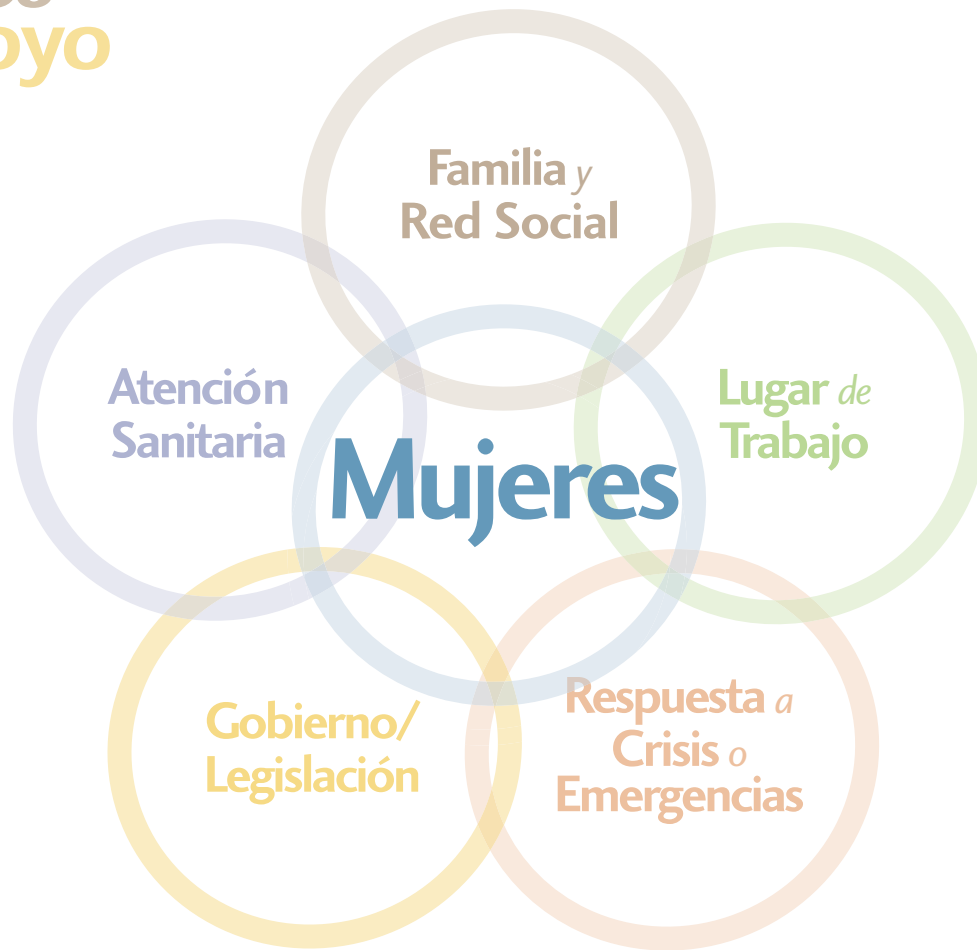 oyo
Familia y
Red Social
Atención
Sanitaria
Lugar de
Trabajo
Mujeres
Gobierno/
Legislación
Respuesta a
Crisis o
Emergencias